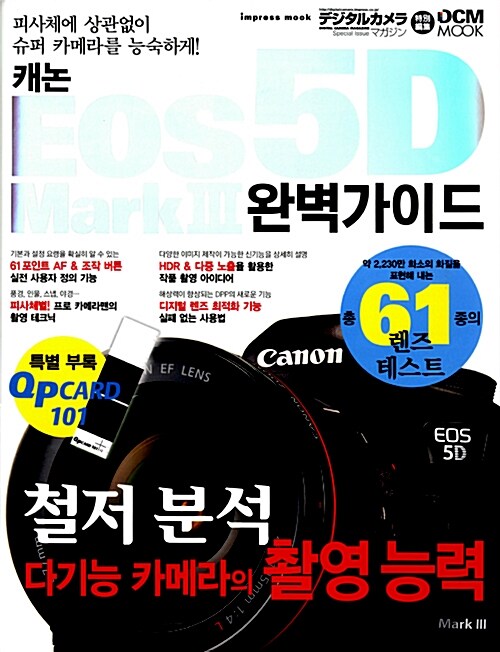 피사체에 상관없이
슈퍼 카메라를 능숙하게!
impress mook
デジタルカメラ
マガジン
Special Issue
特別編集
DCM
MOOK
캐논
EOS 5D
Mark III
완벽가이드
기본과 설정 요령을 확실히 알 수 있는
61포인트 AF & 조작 버튼
실전 사용자 정의 기능
풍경, 인물, 스냅, 야경…
피사체별! 프로 카메라맨의
촬영 테크닉
다양한 이미지 제작이 가능한 신기능을 상세히 설명
HDR & 다중 노출을 활용한
작품 촬영 아이디어
해상력이 향상되는 DPP의 새로운 기능
디지털 렌즈 최적화 기능
실패 없는 사용법
약 2,230만 화소의 화질을
표현해 내는
총 61 종의
렌즈
테스트
특별 부록
QPCARD
101
Canon
EF LENS
EOS
5D
철저 분석
다기능 카메라의 촬영 능력
Mark III